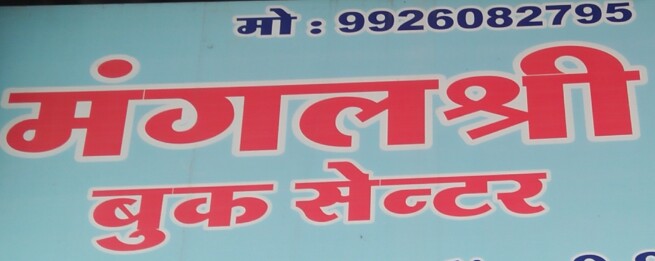 मो : 9926082795
मंगलश्री
बुक सेन्टर